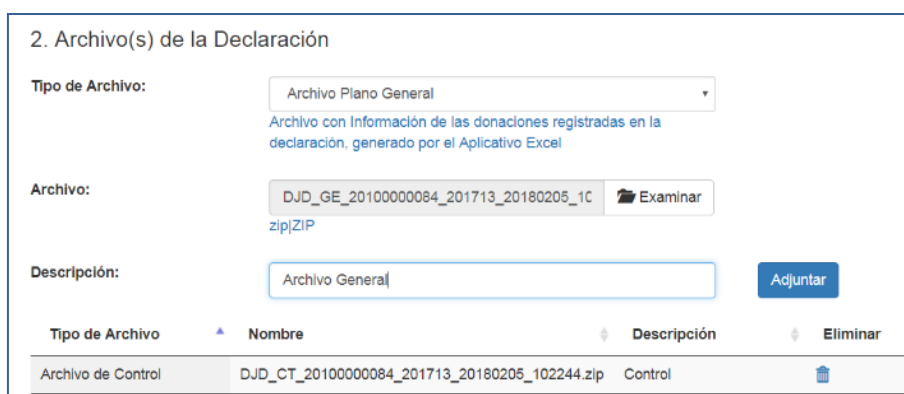 2. Archivo(s) de la Declaración
Tipo de Archivo:
Archivo Plano General
Archivo con Información de las donaciones registradas en la
declaración, generado por el Aplicativo Excel
Archivo:
DJD_GE_20100000084_201713_20180205_10
Examinar
zip|ZIP
Descripción:
Archivo General
Adjuntar
Tipo de Archivo Nombre Descripción Eliminar
Archivo de Control DJD_CT_20100000084_201713_20180205_102244.zip Control